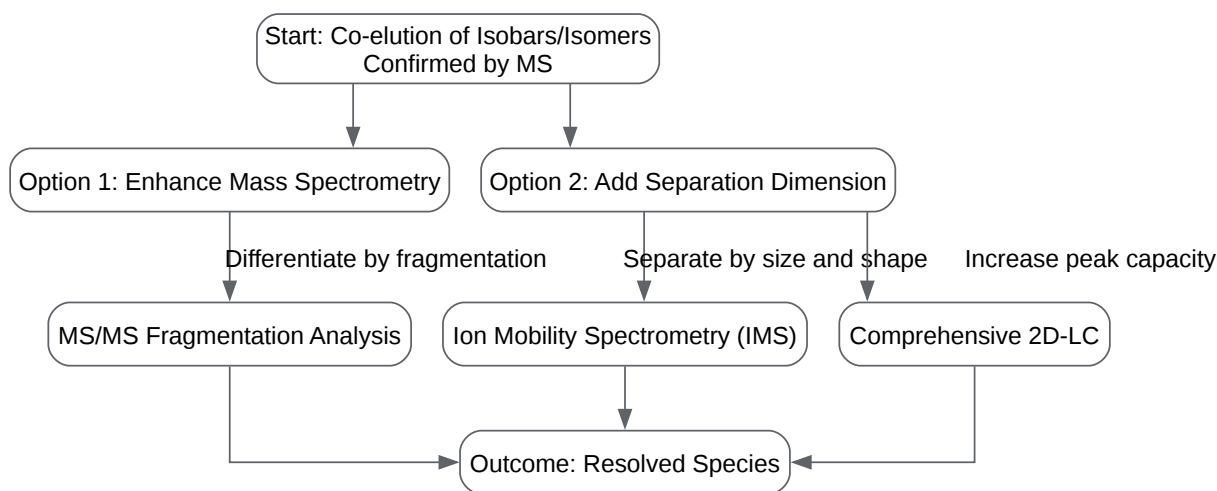 Start: Co-elution of Isobars/Isomers
Confirmed by MS
Option 1: Enhance Mass Spectrometry
Option 2: Add Separation Dimension
Differentiate by fragmentation
Separate by size and shape
Increase peak capacity
MS/MS Fragmentation Analysis
Ion Mobility Spectrometry (IMS)
Comprehensive 2D-LC
Outcome: Resolved Species